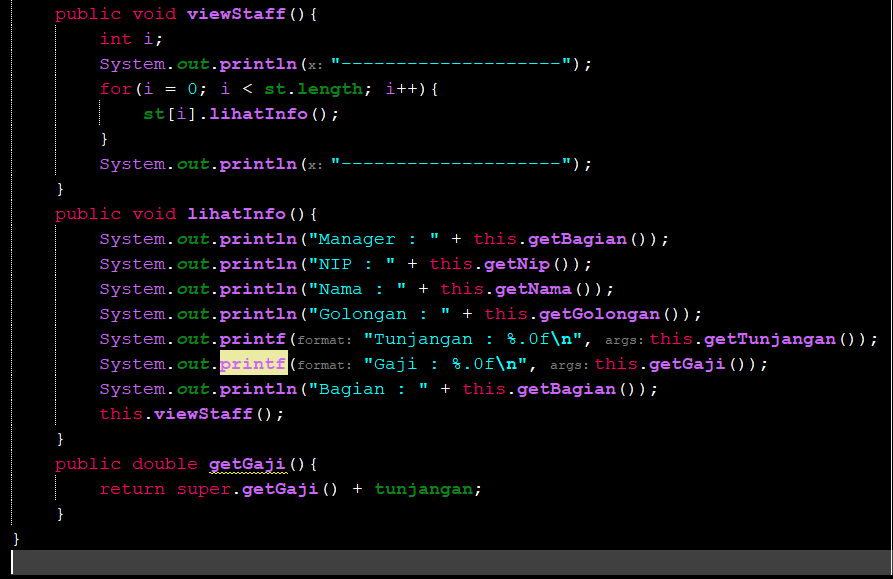 public void viewStaff(){
int i;
System.out.println(x: "--------------------");
for(i = 0; i < st.length; i++){
st[i].lihatInfo();
}
System.out.println(x: "--------------------");
}
public void lihatInfo(){
System.out.println("Manager : " + this.getBagian());
System.out.println("NIP : " + this.getNip());
System.out.println("Nama : " + this.getNama());
System.out.println("Golongan : " + this.getGolongan());
System.out.printf(format: "Tunjangan : %.0f\n", args: this.getTunjangan());
System.out.printf(format: "Gaji : %.0f\n", args: this.getGaji());
System.out.println("Bagian : " + this.getBagian());
this.viewStaff();
}
public double getGaji(){
return super.getGaji() + tunjangan;
}
}